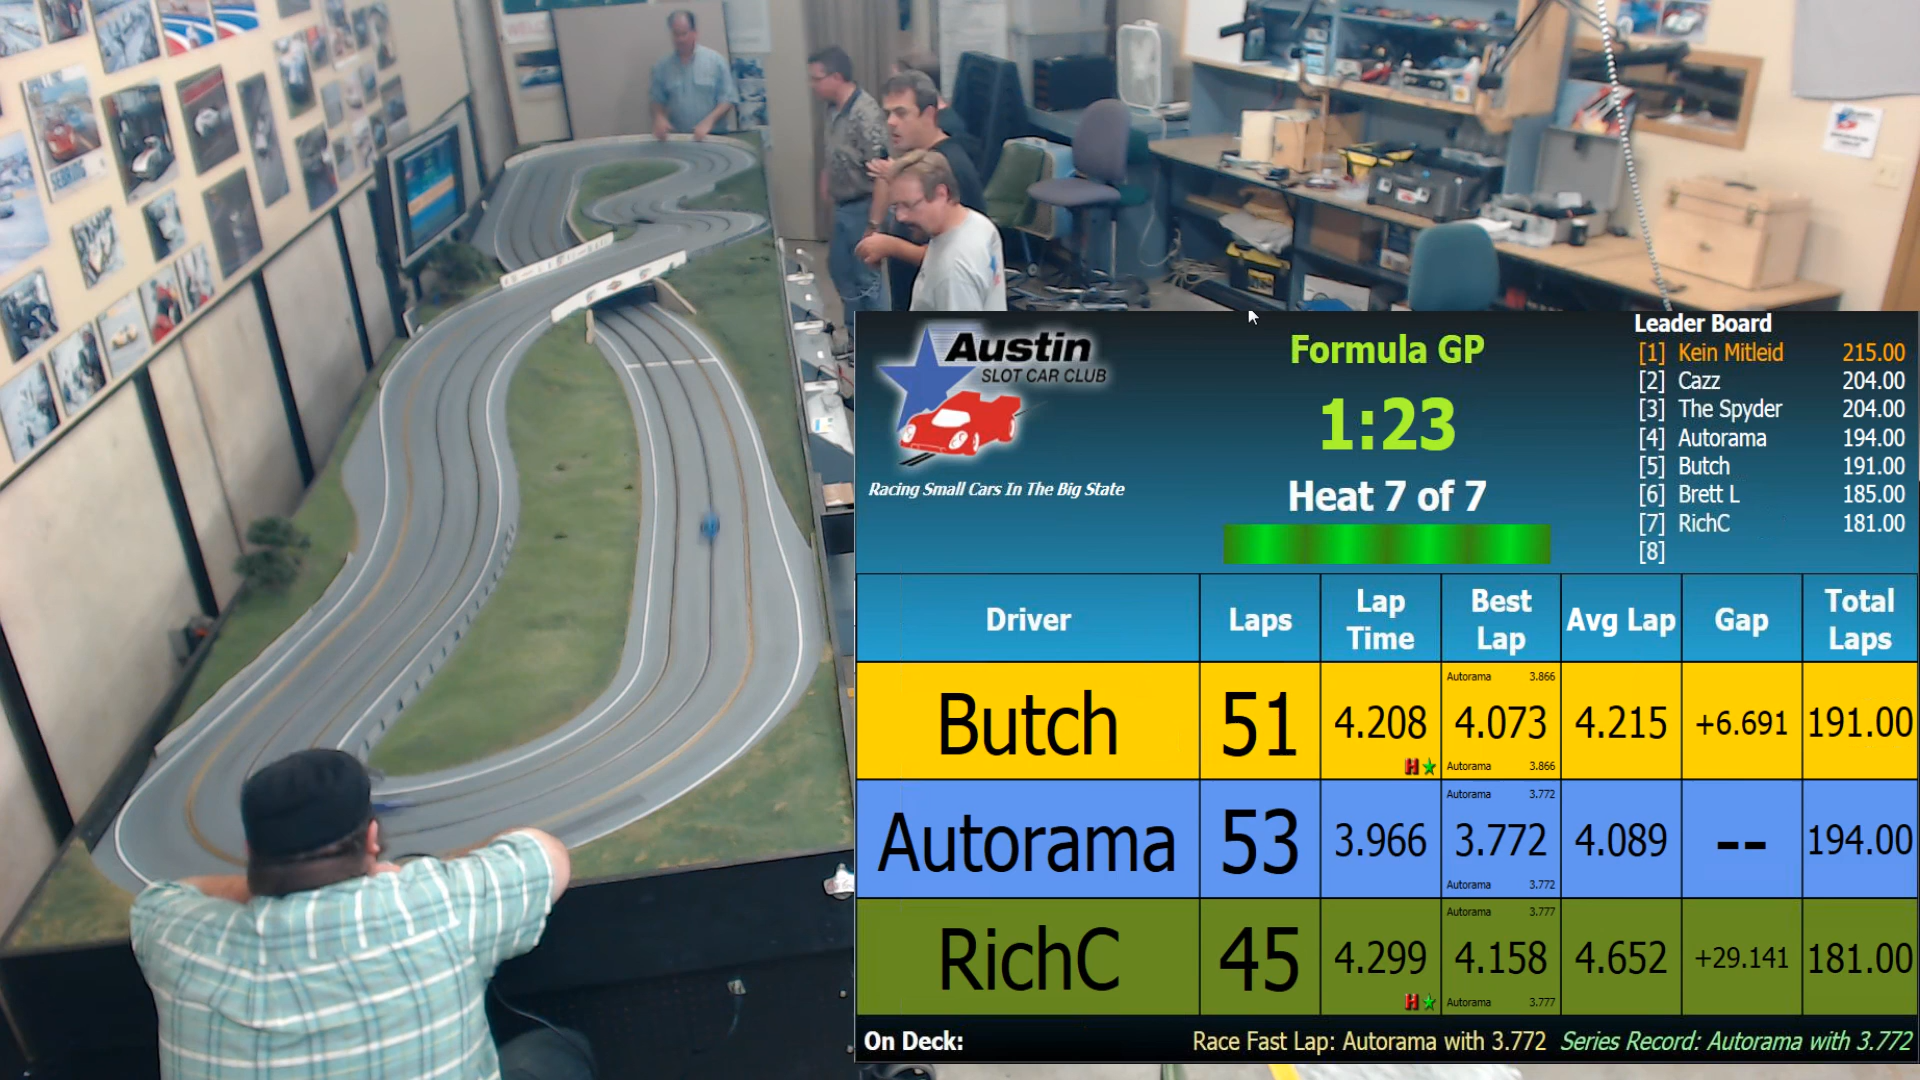 SEBRING
Austin
SLOT CAR CLUB
Racing Small Cars In The Big State
Formula GP
1:23
Heat 7 of 7
Leader Board
[1] Kein Mitleid 215.00
[2] Cazz 204.00
[3] The Spyder 204.00
[4] Autorama 194.00
[5] Butch 191.00
[6] Brett L 185.00
[7] RichC 181.00
[8]
Driver Laps Lap Time Best Lap Avg Lap Gap Total Laps
Autorama 3.866
Butch 51 4.208 4.073 4.215 +6.691 191.00
H Autorama 3.866
Autorama 3.772
Autorama 53 3.966 3.772 4.089 -- 194.00
Autorama 3.772
Autorama 3.777
RichC 45 4.299 4.158 4.652 +29.141 181.00
H Autorama 3.777
On Deck: Race Fast Lap: Autorama with 3.772 Series Record: Autorama with 3.772